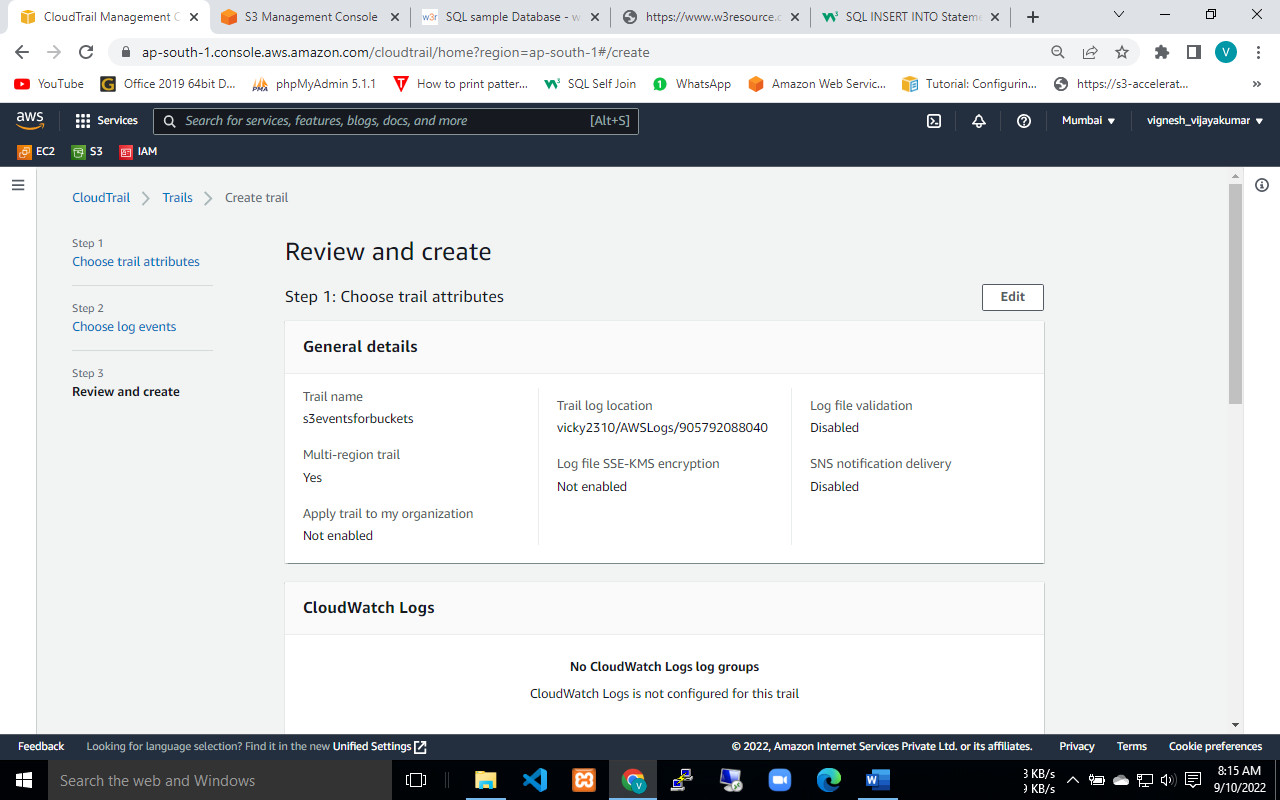 CloudTrail Management C
S3 Management Console
w3r
SQL sample Database - w
https://www.w3resource.c
SQL INSERT INTO Stateme
ap-south-1.console.aws.amazon.com/cloudtrail/home?region=ap-south-1#/create
V
YouTube
Office 2019 64bit D...
phpMyAdmin 5.1.1
How to print patter...
SQL Self Join
1
WhatsApp
Amazon Web Servic...
Tutorial: Configurin...
https://s3-accelerat...
»
aws
Services
Search for services, features, blogs, docs, and more
[Alt+S]
Mumbai
vignesh_vijayakumar
EC2
S3
IAM
CloudTrail
Trails
Create trail
Step 1
Choose trail attributes
Step 2
Choose log events
Step 3
Review and create
Review and create
Step 1: Choose trail attributes
Edit
General details
Trail name
s3eventsforbuckets
Multi-region trail
Yes
Apply trail to my organization
Not enabled
Trail log location
vicky2310/AWSLogs/905792088040
Log file SSE-KMS encryption
Not enabled
Log file validation
Disabled
SNS notification delivery
Disabled
CloudWatch Logs
No CloudWatch Logs log groups
CloudWatch Logs is not configured for this trail
Feedback
Looking for language selection? Find it in the new Unified Settings
© 2022, Amazon Internet Services Private Ltd. or its affiliates.
Privacy
Terms
Cookie preferences
Search the web and Windows
3 KB/s
9 KB/s
8:15 AM
9/10/2022